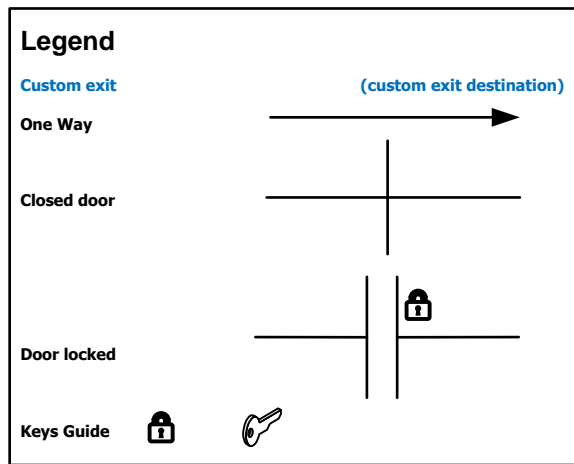 Legend
Custom exit (custom exit destination)
One Way
Closed door
Door locked
Keys Guide